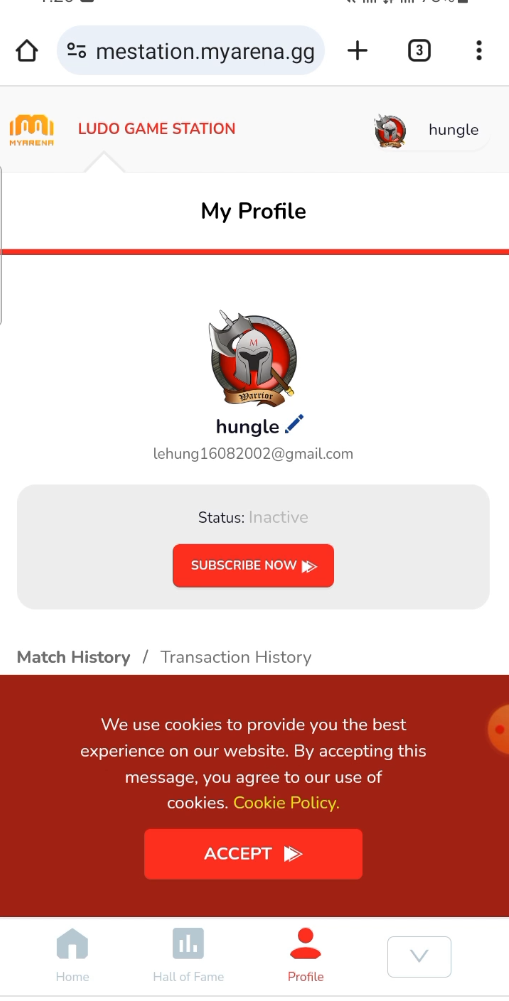 mestation.myarena.gg
3
MYARENA
LUDO GAME STATION
hungle
My Profile
M
Warrior
hungle
lehung16082002@gmail.com
Status: Inactive
SUBSCRIBE NOW
Match History / Transaction History
We use cookies to provide you the best
experience on our website. By accepting this
message, you agree to our use of
cookies. Cookie Policy.
ACCEPT
Home
Hall of Fame
Profile